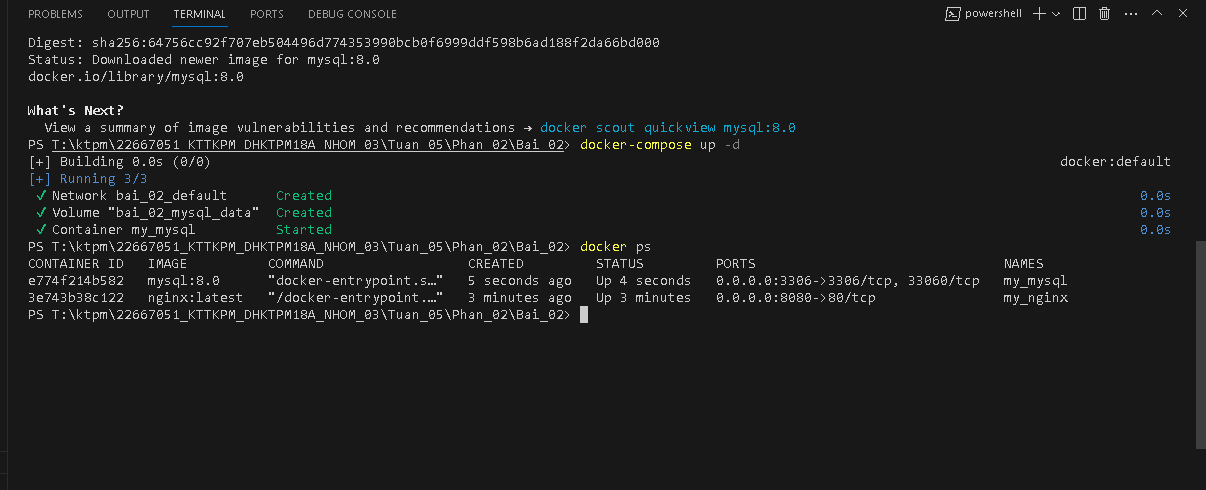 PROBLEMS OUTPUT TERMINAL PORTS DEBUG CONSOLE powershell
Digest: sha256:64756cc92f707eb504496d774353990bcb0f6999ddf598b6ad188f2da66bd000
Status: Downloaded newer image for mysql:8.0
docker.io/library/mysql:8.0
What's Next?
View a summary of image vulnerabilities and recommendations → docker scout quickview mysql:8.0
PS T:\ktpm\22667051_KTTKPM_DHKTPM18A_NHOM_03\Tuan_05\Phan_02\Bai_02> docker-compose up -d
[+] Building 0.0s (0/0) docker:default
[+] Running 3/3
✔ Network bai_02_default Created 0.0s
✔ Volume "bai_02_mysql_data" Created 0.0s
✔ Container my_mysql Started 0.0s
PS T:\ktpm\22667051_KTTKPM_DHKTPM18A_NHOM_03\Tuan_05\Phan_02\Bai_02> docker ps
CONTAINER ID IMAGE COMMAND CREATED STATUS PORTS NAMES
e774f214b582 mysql:8.0 "docker-entrypoint.s…" 5 seconds ago Up 4 seconds 0.0.0.0:3306->3306/tcp, 33060/tcp my_mysql
3e743b38c122 nginx:latest "/docker-entrypoint.…" 3 minutes ago Up 3 minutes 0.0.0.0:8080->80/tcp my_nginx
PS T:\ktpm\22667051_KTTKPM_DHKTPM18A_NHOM_03\Tuan_05\Phan_02\Bai_02>